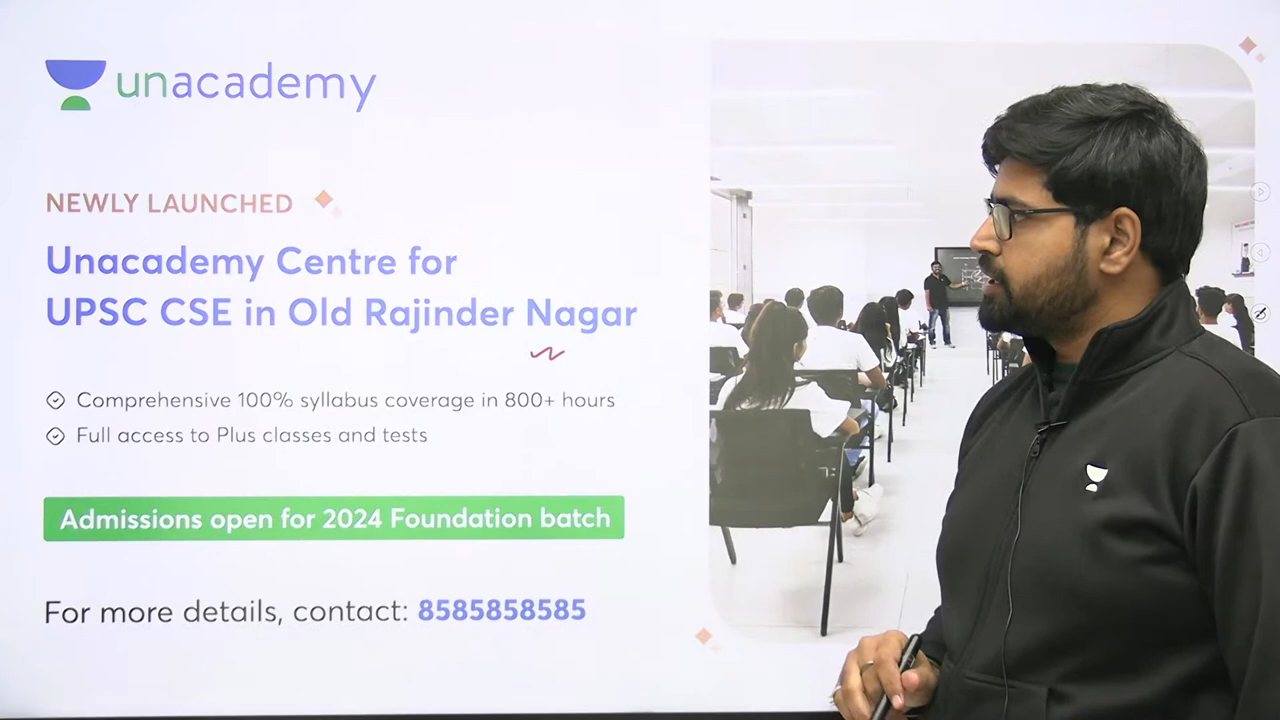 unacademy
NEWLY LAUNCHED
Unacademy Centre for
UPSC CSE in Old Rajinder Nagar
Comprehensive 100% syllabus coverage in 800+ hours
Full access to Plus classes and tests
Admissions open for 2024 Foundation batch
For more details, contact: 8585858585